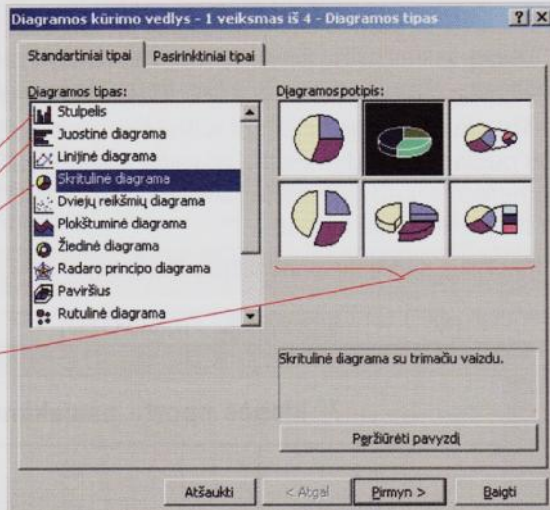 Diagramos kūrimo vedlys - 1 veiksmas iš 4 - Diagramos tipas
Standartiniai tipai
Pasirinktiniai tipai
Diagramos tipas:
Stulpelis
Juostinė diagrama
Linijinė diagrama
Skritulinė diagrama
Dviejų reikšmių diagrama
Plokštuminė diagrama
Žiedinė diagrama
Radaro principo diagrama
Paviršius
Rutulinė diagrama
Diagramos potipis:
Skritulinė diagrama su trimačiu vaizdu.
Peržiūrėti pavyzdį
Atšaukti
< Atgal
Pirmyn >
Baigti